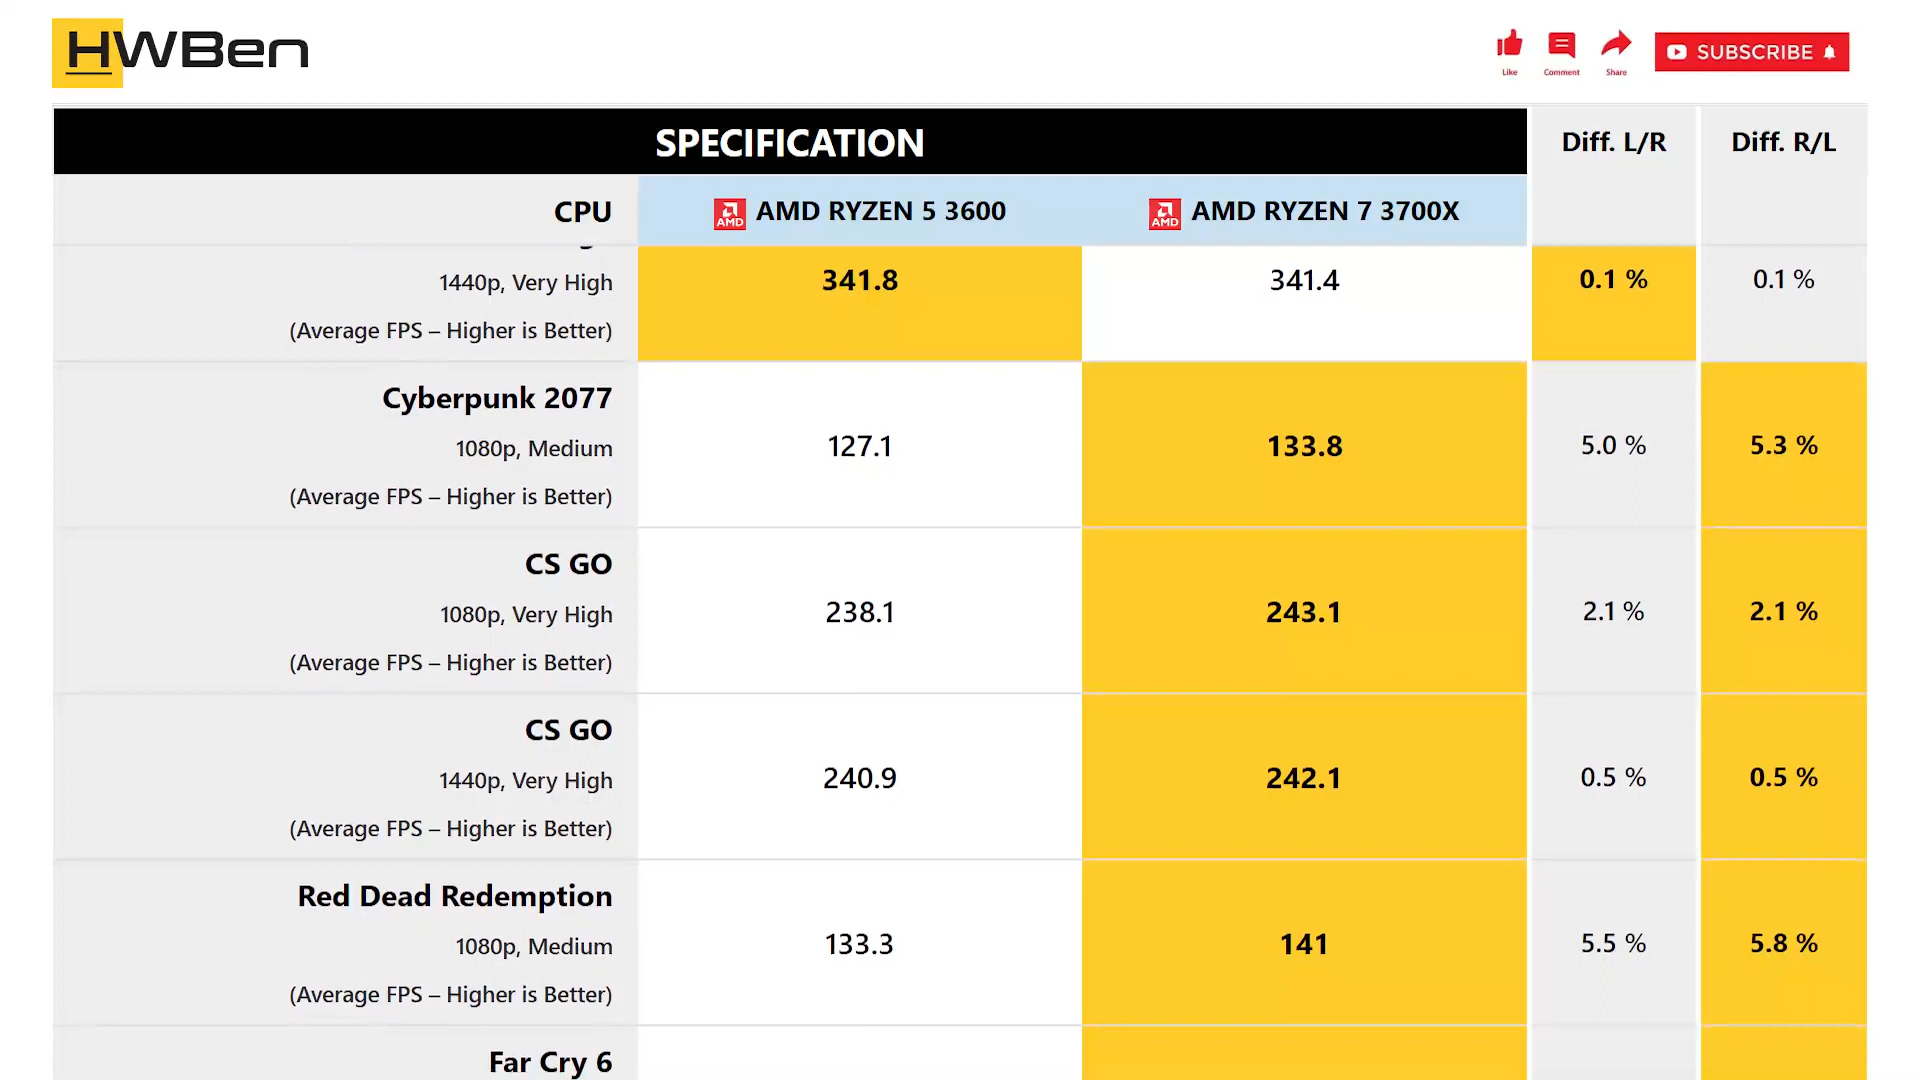 HWBen
Like
Comment
Share
SUBSCRIBE
SPECIFICATION
Diff. L/R
Diff. R/L
CPU
AMD
AMD RYZEN 5 3600
AMD
AMD RYZEN 7 3700X
1440p, Very High
(Average FPS – Higher is Better)
341.8
341.4
0.1 %
0.1 %
Cyberpunk 2077
1080p, Medium
(Average FPS – Higher is Better)
127.1
133.8
5.0 %
5.3 %
CS GO
1080p, Very High
(Average FPS – Higher is Better)
238.1
243.1
2.1 %
2.1 %
CS GO
1440p, Very High
(Average FPS – Higher is Better)
240.9
242.1
0.5 %
0.5 %
Red Dead Redemption
1080p, Medium
(Average FPS – Higher is Better)
133.3
141
5.5 %
5.8 %
Far Cry 6